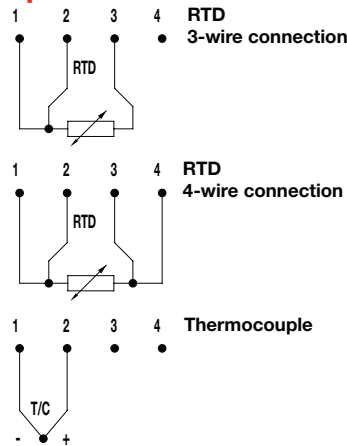 1 2 3 4 RTD
3-wire connection
RTD
1 2 3 4 RTD
4-wire connection
RTD
1 2 3 4 Thermocouple
T/C
- +